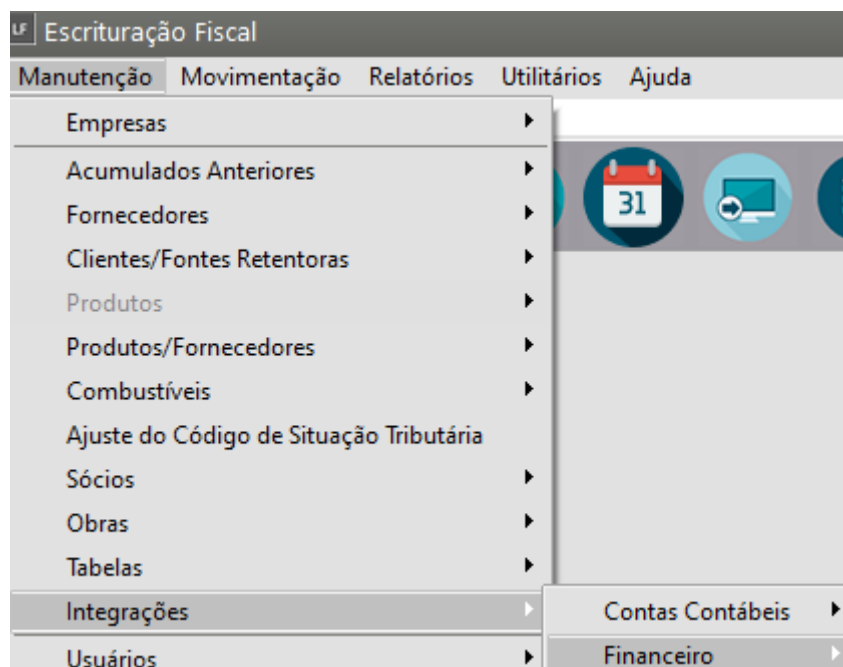 LF Escrituração Fiscal
Manutenção Movimentação Relatórios Utilitários Ajuda
Empresas
Acumulados Anteriores
Fornecedores
31
Clientes/Fontes Retentoras
Produtos
Produtos/Fornecedores
Combustíveis
Ajuste do Código de Situação Tributária
Sócios
Obras
Tabelas
Integrações
Contas Contábeis
Usuários
Financeiro